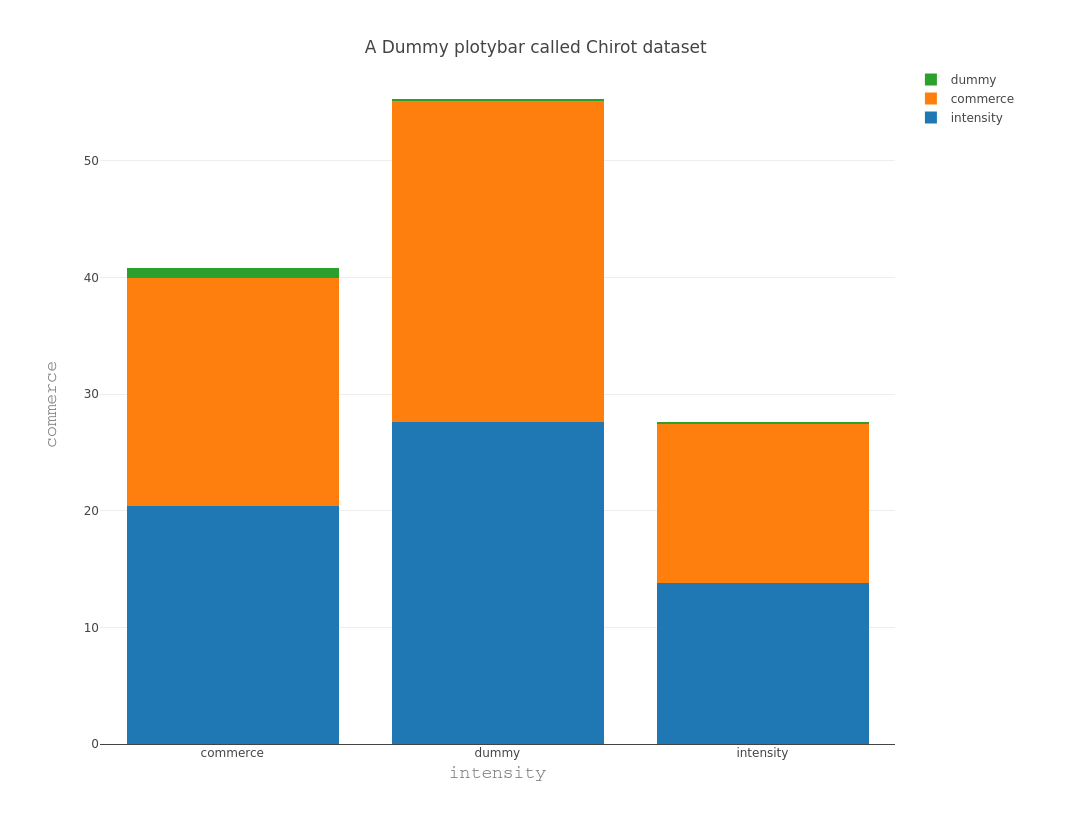 A Dummy plotybar called Chirot dataset
dummy
commerce
intensity
50
40
30
20
10
0
commerce
commerce
dummy
intensity
intensity